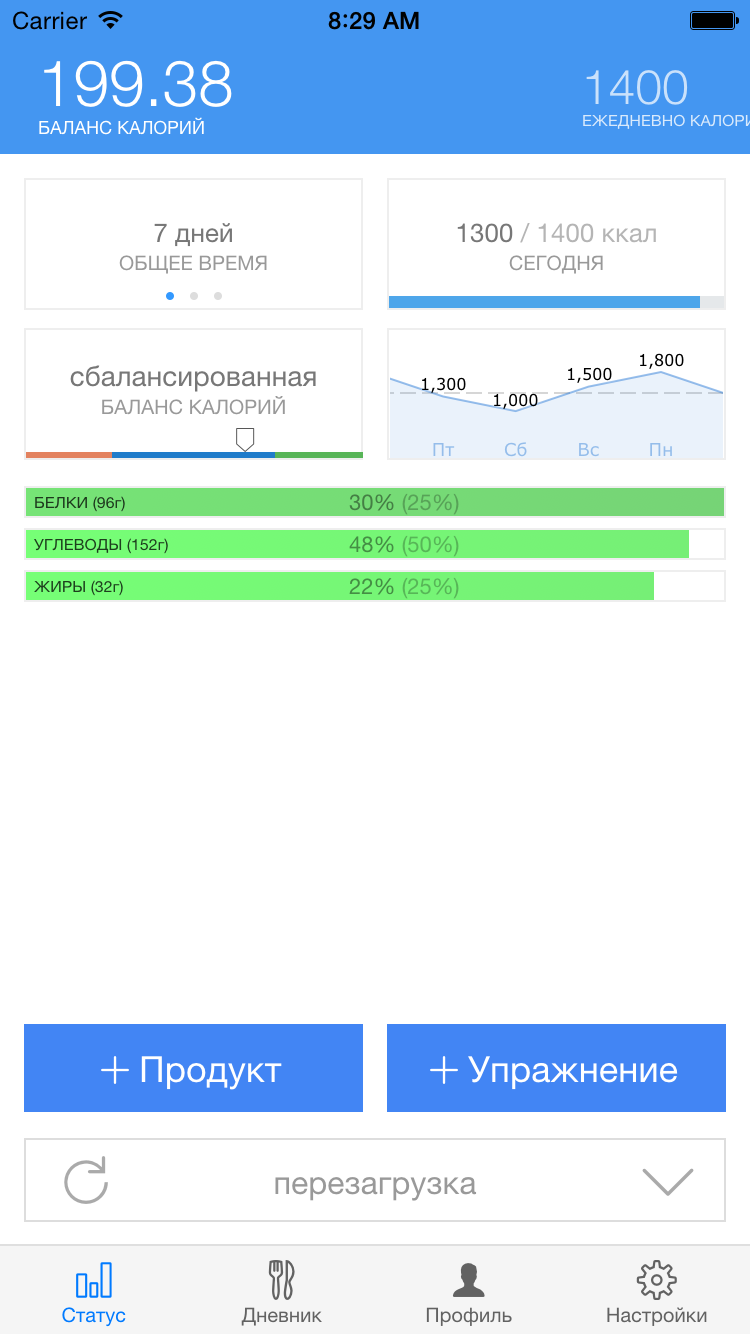 Carrier 8:29 AM
199.38
БАЛАНС КАЛОРИЙ
1400
ЕЖЕДНЕВНО КАЛОРИ
7 дней
ОБЩЕЕ ВРЕМЯ
1300 / 1400 ккал
СЕГОДНЯ
сбалансированная
БАЛАНС КАЛОРИЙ
1,300
1,000
1,500
1,800
Пт Сб Вс Пн
БЕЛКИ (96г) 30% (25%)
УГЛЕВОДЫ (152г) 48% (50%)
ЖИРЫ (32г) 22% (25%)
+ Продукт
+ Упражнение
перезагрузка
Статус Дневник Профиль Настройки